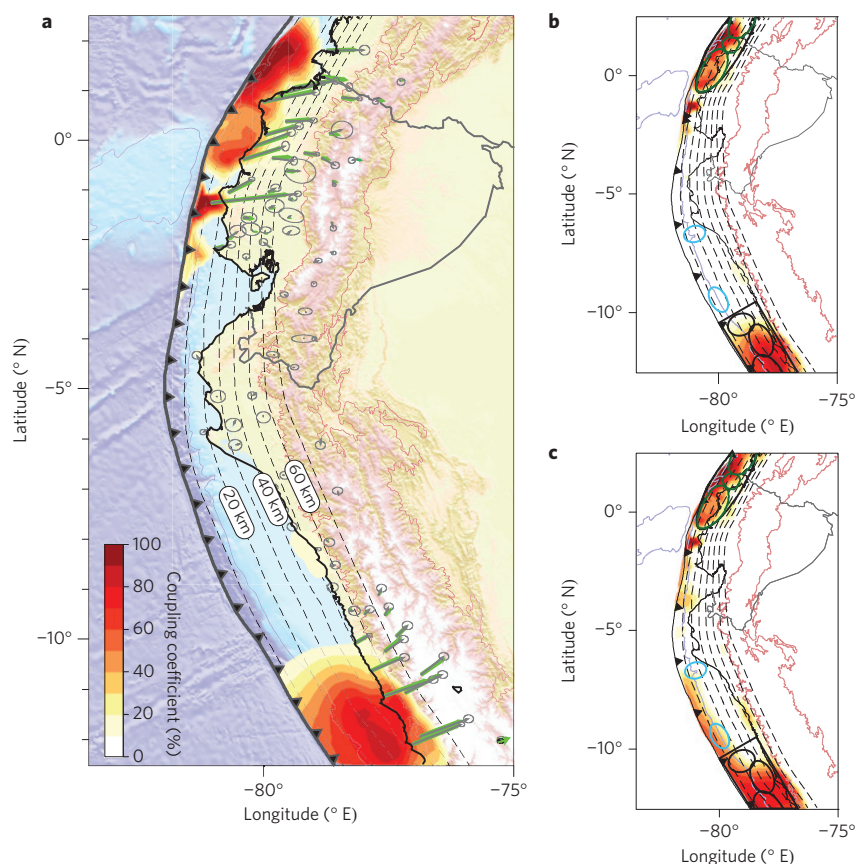 a
0°
−5°
−10°
Latitude (° N)
20 km
40 km
60 km
100
80
60
40
20
0
Coupling coefficient (%)
−80°
−75°
Longitude (° E)
b
0°
−5°
−10°
Latitude (° N)
−80°
−75°
Longitude (° E)
c
0°
−5°
−10°
Latitude (° N)
−80°
−75°
Longitude (° E)